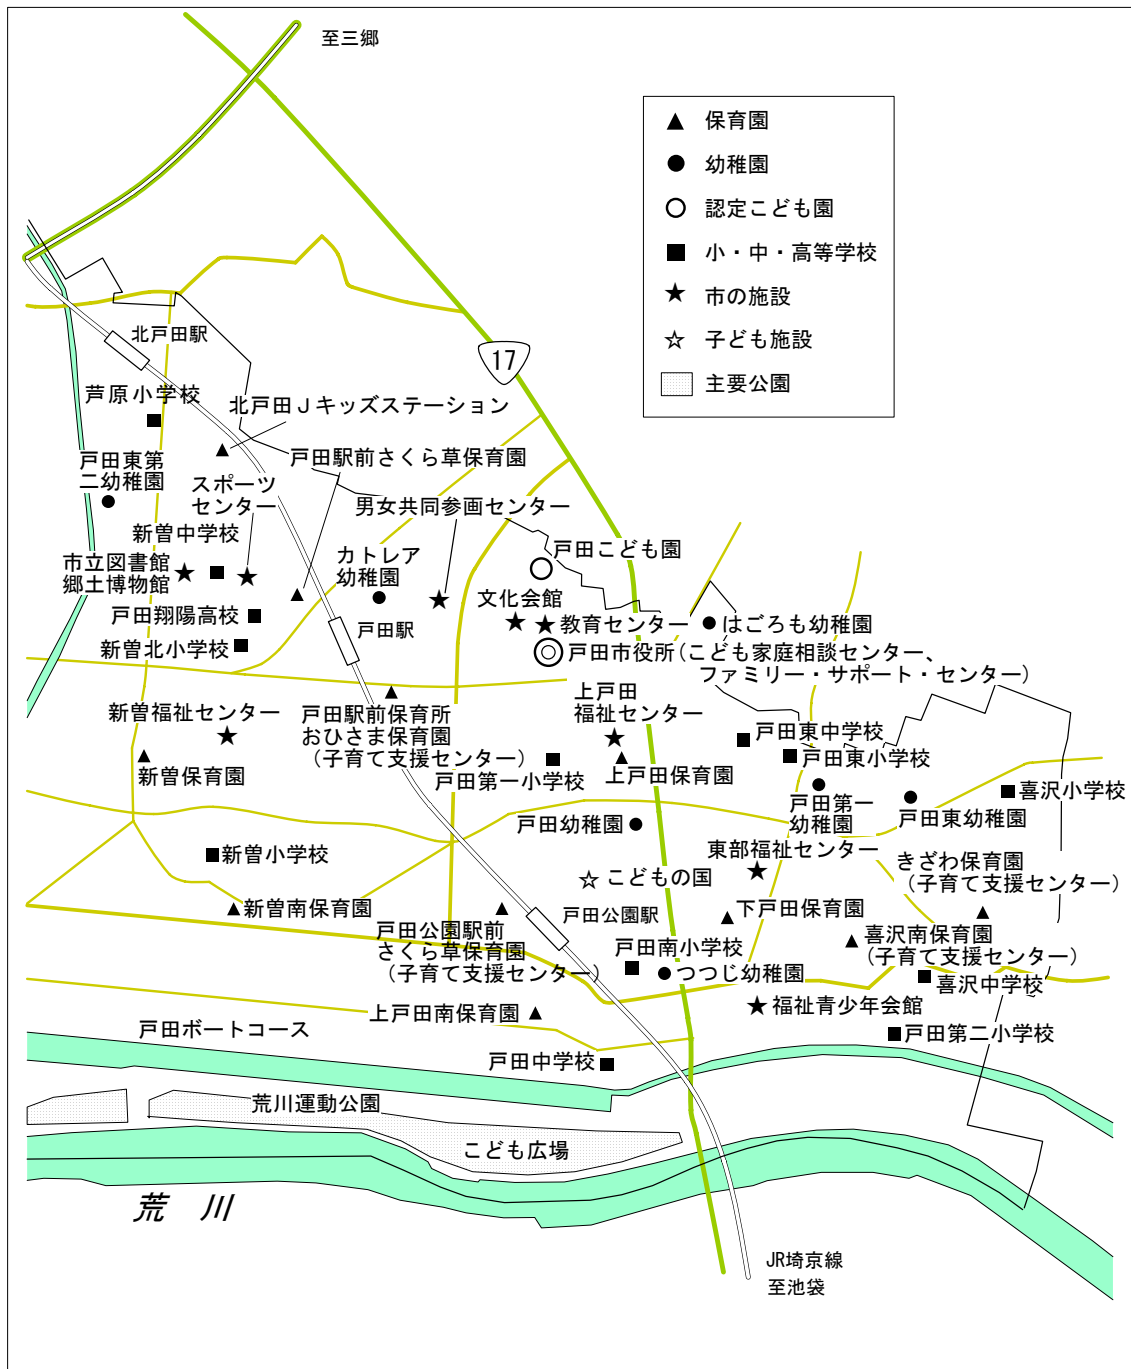 至三郷
保育園
幼稚園
認定こども園
小・中・高等学校
市の施設
子ども施設
主要公園
北戸田駅
17
芦原小学校
北戸田Ｊキッズステーション
戸田東第
二幼稚園
戸田駅前さくら草保育園
スポーツ
センター
男女共同参画センター
新曽中学校
市立図書館
郷土博物館
カトレア
幼稚園
戸田こども園
文化会館
戸田翔陽高校
戸田駅
教育センター
はごろも幼稚園
新曽北小学校
戸田市役所(こども家庭相談センター、
ファミリー・サポート・センター)
上戸田
福祉センター
新曽福祉センター
戸田駅前保育所
おひさま保育園
(子育て支援センター)
戸田東中学校
戸田東小学校
新曽保育園
戸田第一小学校
上戸田保育園
喜沢小学校
戸田第一
幼稚園
戸田東幼稚園
戸田幼稚園
新曽小学校
東部福祉センター
きざわ保育園
(子育て支援センター)
こどもの国
新曽南保育園
戸田公園駅
下戸田保育園
戸田公園駅前
さくら草保育園
(子育て支援センター)
戸田南小学校
喜沢南保育園
(子育て支援センター)
つつじ幼稚園
喜沢中学校
上戸田南保育園
福祉青少年会館
戸田ボートコース
戸田第二小学校
戸田中学校
荒川運動公園
こども広場
荒　川
JR埼京線
至池袋